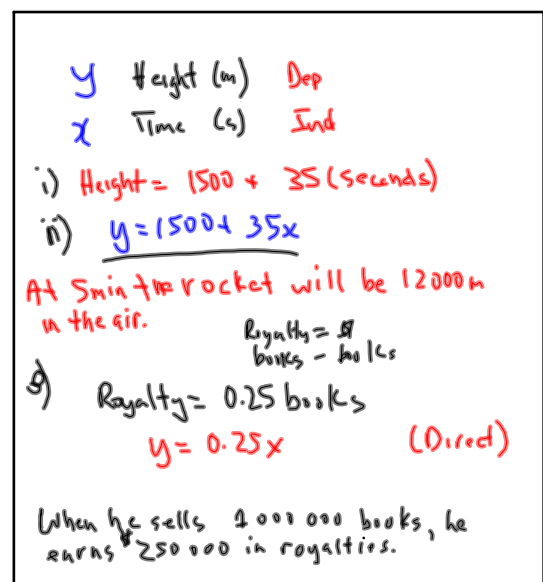 y Height (m) Dep
x Time (s) Ind
i) Height = 1500 + 35 (seconds)
ii) y = 1500 + 35x
At 5min the rocket will be 12000m
in the air.
Royalty = $
books - books
g) Royalty = 0.25 books
y = 0.25x (Direct)
When he sells 1 000 000 books, he
earns $250 000 in royalties.